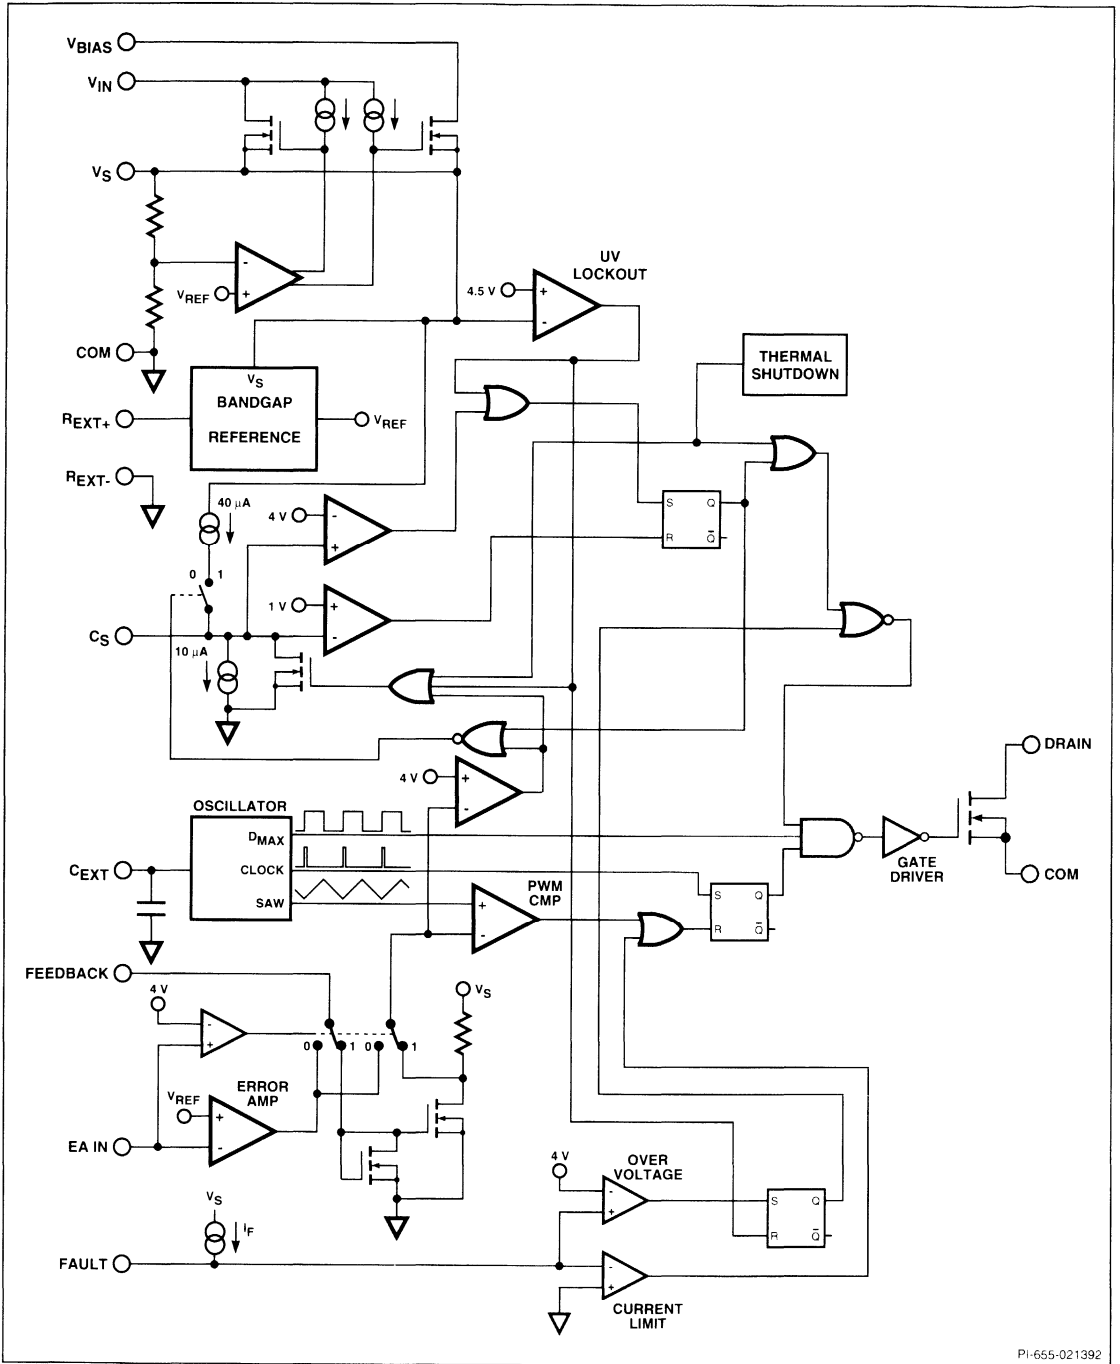 VBIAS
VIN
VS
VREF
COM
REXT+
REXT-
VS
BANDGAP
REFERENCE
VREF
4.5 V
+
-
UV
LOCKOUT
THERMAL
SHUTDOWN
40 µA
4 V
-
+
0 1
1 V
+
-
CS
10 µA
S Q
R Q̅
4 V
+
-
OSCILLATOR
DMAX
CLOCK
SAW
CEXT
PWM
CMP
+
-
S Q
R Q̅
GATE
DRIVER
DRAIN
COM
FEEDBACK
4 V
-
+
0 1 0 1
VS
ERROR
AMP
VREF
+
-
EA IN
VS
IF
FAULT
4 V
OVER
VOLTAGE
-
+
S Q
R Q̅
-
+
CURRENT
LIMIT
-
+
PI-655-021392